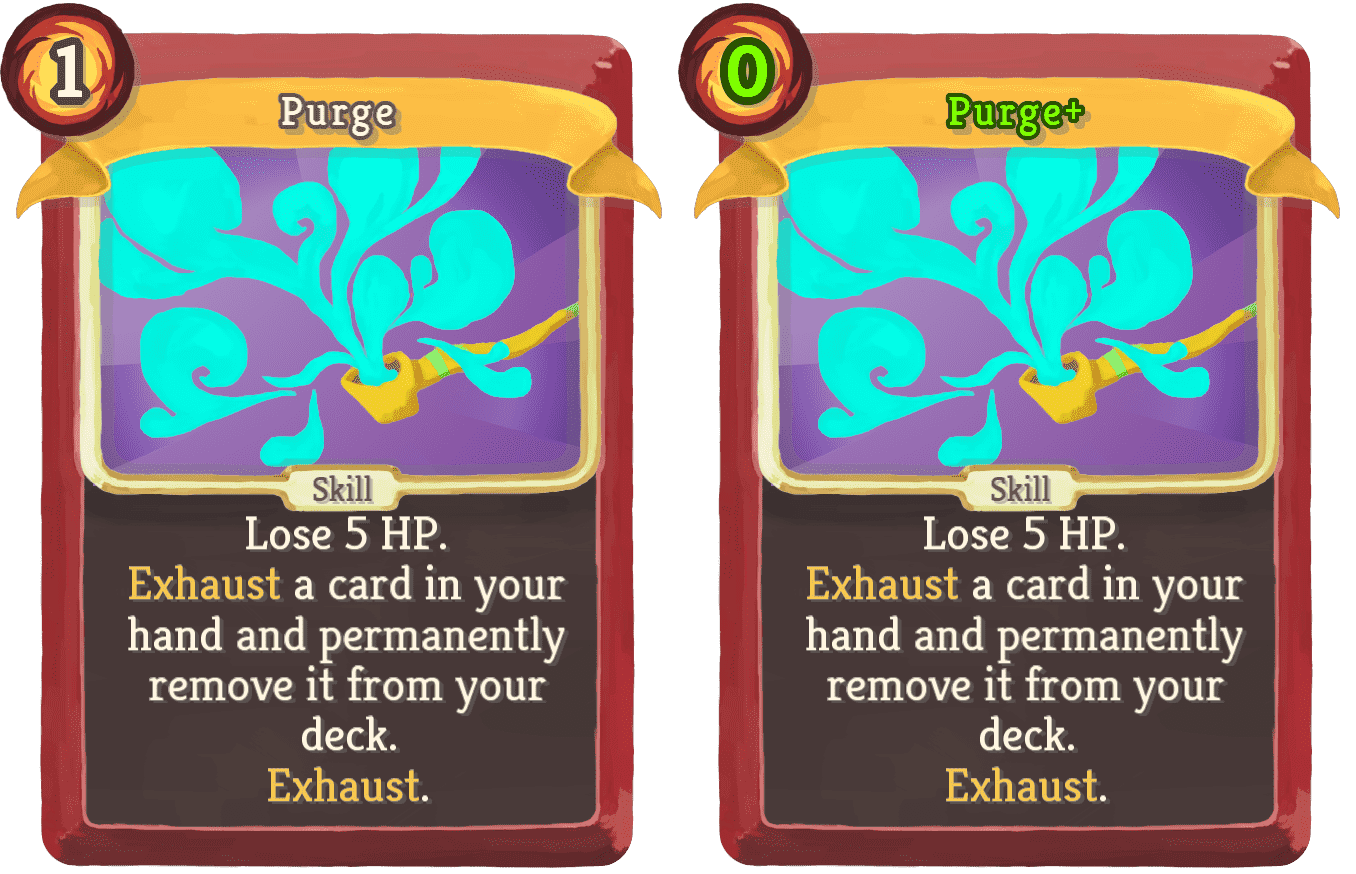 1
Purge
Skill
Lose 5 HP.
Exhaust a card in your
hand and permanently
remove it from your
deck.
Exhaust.
0
Purge+
Skill
Lose 5 HP.
Exhaust a card in your
hand and permanently
remove it from your
deck.
Exhaust.